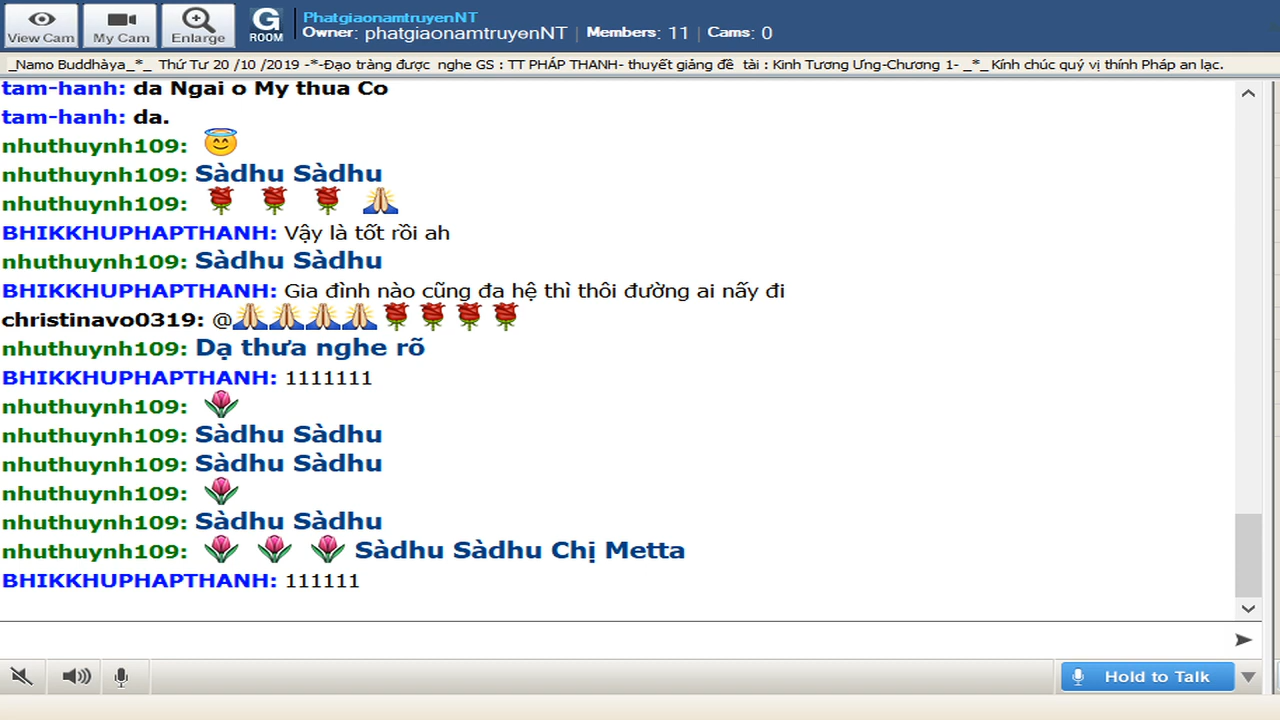 View Cam My Cam Enlarge G ROOM
PhatgiaonamtruyenNT
Owner: phatgiaonamtruyenNT | Members: 11 | Cams: 0
_Namo Buddhàya_*_ Thứ Tư 20 /10 /2019 -*-Đạo tràng được nghe GS : TT PHÁP THANH- thuyết giảng đề tài : Kinh Tương Ưng-Chương 1- _*_ Kính chúc quý vị thính Pháp an lạc.
tam-hanh: da Ngai o My thua Co
tam-hanh: da.
nhuthuynh109:
nhuthuynh109: Sàdhu Sàdhu
nhuthuynh109:
BHIKKHUPHAPTHANH: Vậy là tốt rồi ah
nhuthuynh109: Sàdhu Sàdhu
BHIKKHUPHAPTHANH: Gia đình nào cũng đa hệ thì thôi đường ai nấy đi
christinavo0319: @
nhuthuynh109: Dạ thưa nghe rõ
BHIKKHUPHAPTHANH: 1111111
nhuthuynh109:
nhuthuynh109: Sàdhu Sàdhu
nhuthuynh109: Sàdhu Sàdhu
nhuthuynh109:
nhuthuynh109: Sàdhu Sàdhu
nhuthuynh109: Sàdhu Sàdhu Chị Metta
BHIKKHUPHAPTHANH: 111111
Hold to Talk